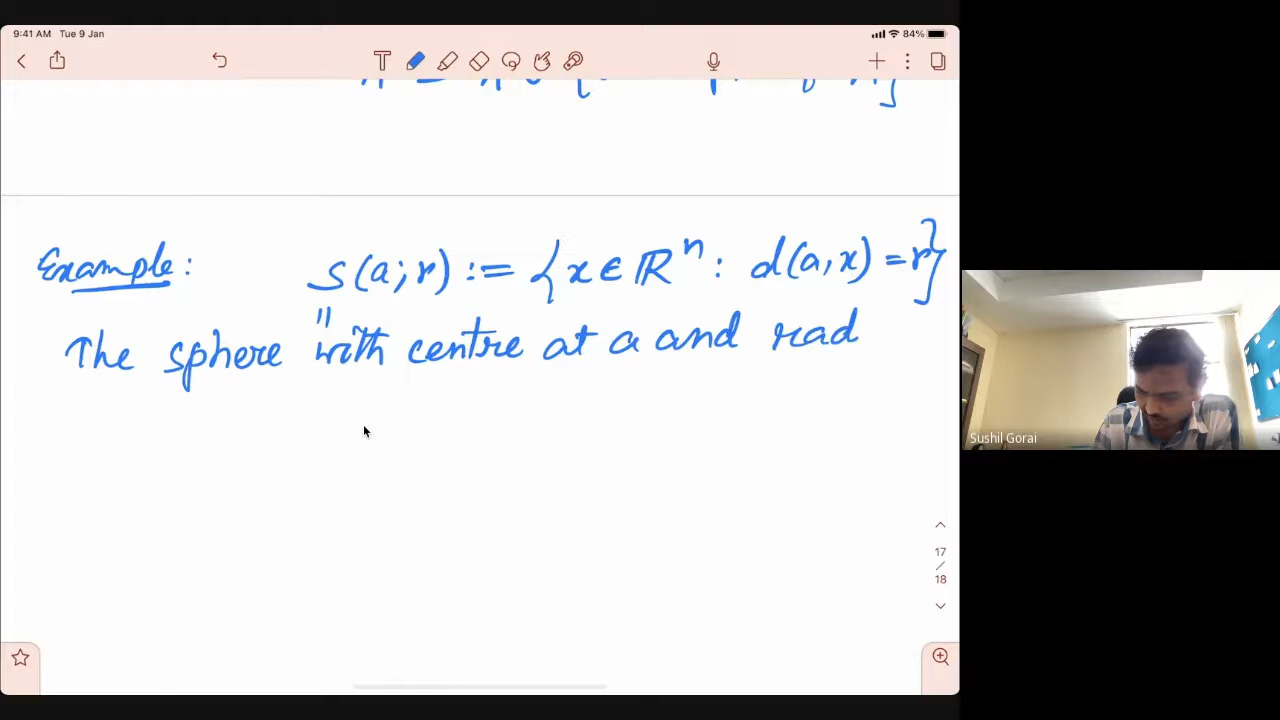 9:41 AM Tue 9 Jan
84%
Example: S(a;r) := {x ∈ ℝⁿ : d(a,x) = r}
"
The sphere with centre at a and rad
Sushil Gorai
17
/
18